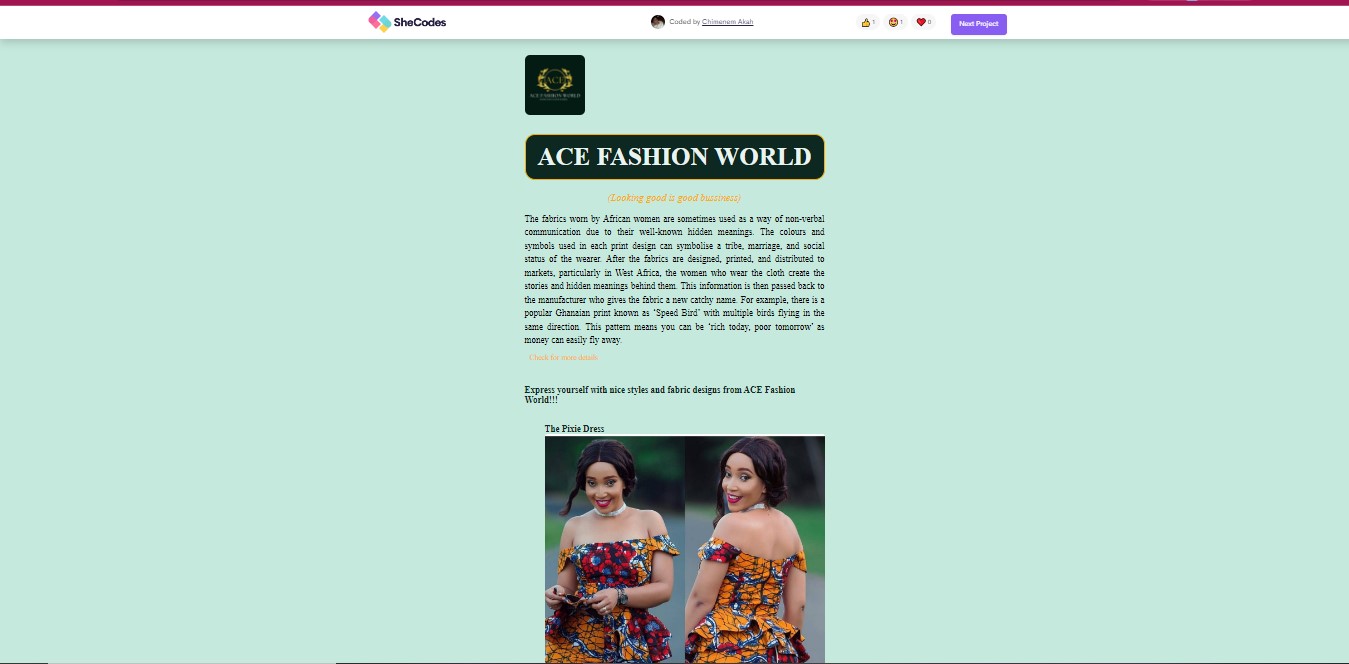 SheCodes
Coded by Chimenem Akah
1
1
0
Next Project
ACE
ACE FASHION WORLD
ACE FASHION WORLD
(Looking good is good bussiness)
The fabrics worn by African women are sometimes used as a way of non-verbal
communication due to their well-known hidden meanings. The colours and
symbols used in each print design can symbolise a tribe, marriage, and social
status of the wearer. After the fabrics are designed, printed, and distributed to
markets, particularly in West Africa, the women who wear the cloth create the
stories and hidden meanings behind them. This information is then passed back to
the manufacturer who gives the fabric a new catchy name. For example, there is a
popular Ghanaian print known as ‘Speed Bird’ with multiple birds flying in the
same direction. This pattern means you can be ‘rich today, poor tomorrow’ as
money can easily fly away.
Check for more details
Express yourself with nice styles and fabric designs from ACE Fashion
World!!!
The Pixie Dress